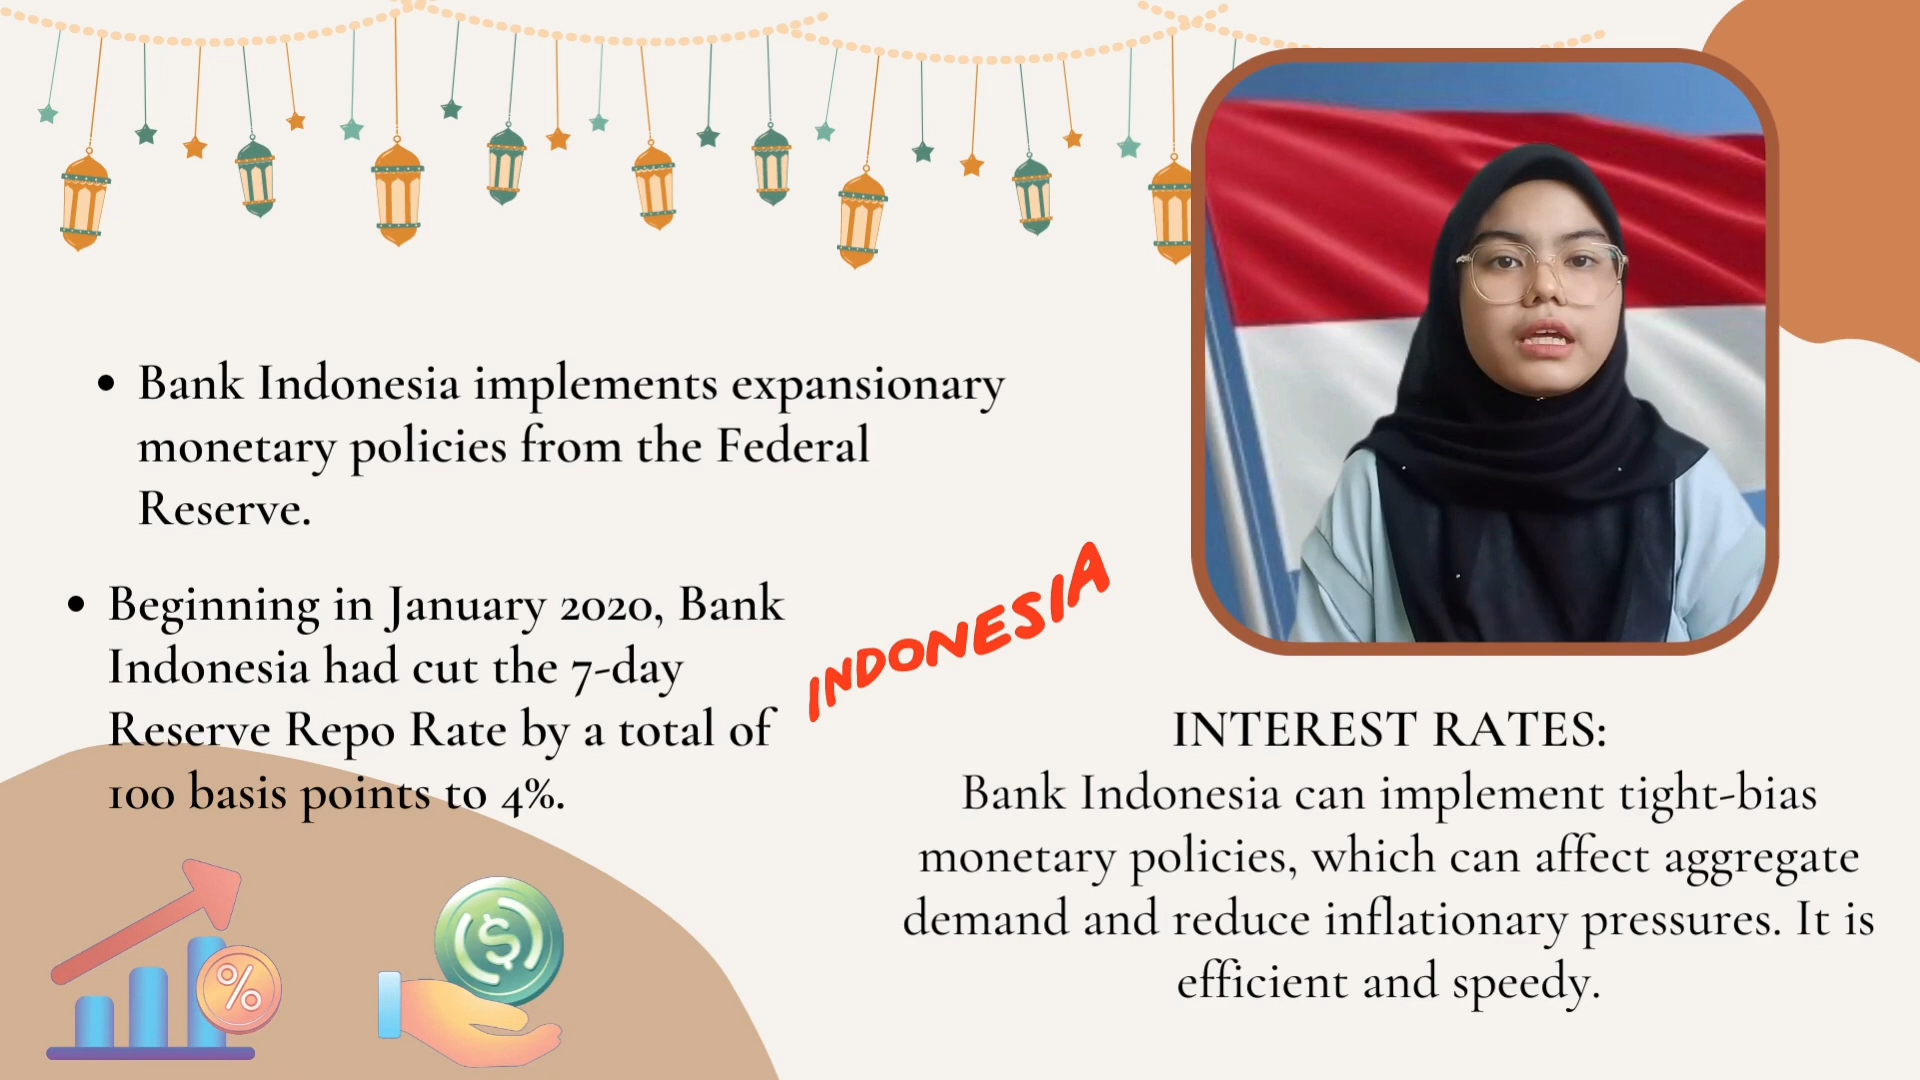 Bank Indonesia implements expansionary
monetary policies from the Federal
Reserve.
Beginning in January 2020, Bank
Indonesia had cut the 7-day
Reserve Repo Rate by a total of
100 basis points to 4%.
INDONESIA
INTEREST RATES:
Bank Indonesia can implement tight-bias
monetary policies, which can affect aggregate
demand and reduce inflationary pressures. It is
efficient and speedy.
%
$